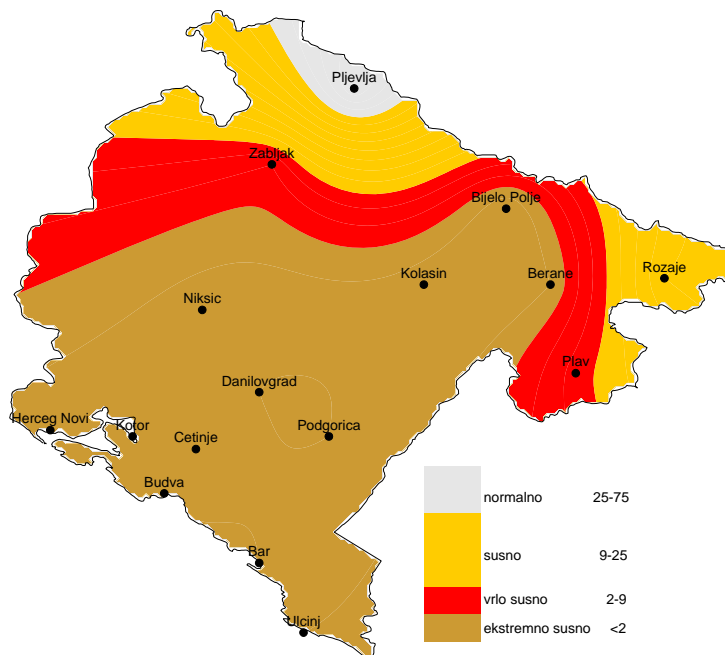 Pljevlja
Zabljak
Bijelo Polje
Rozaje
Kolasin
Berane
Niksic
Plav
Danilovgrad
Herceg Novi
Kotor
Podgorica
Cetinje
Budva
Bar
Ulcinj
normalno 25-75
susno 9-25
vrlo susno 2-9
ekstremno susno <2